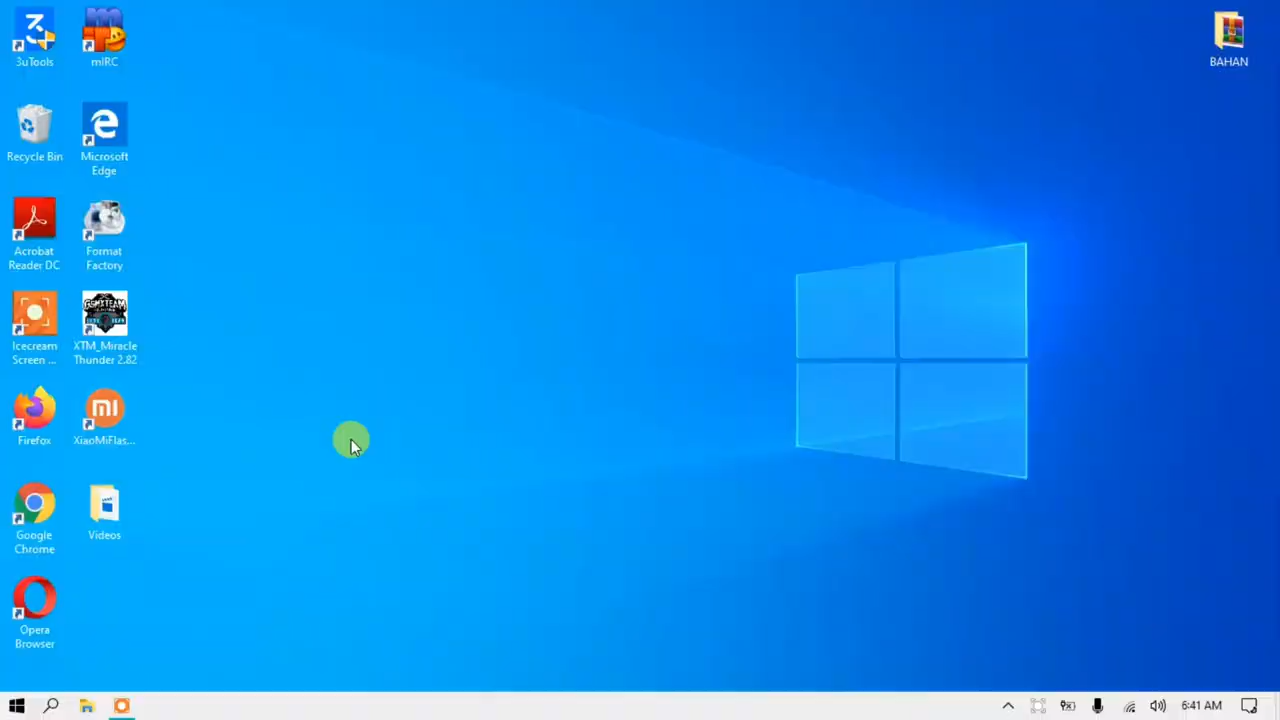 3uTools
mIRC
BAHAN
Recycle Bin
Microsoft
Edge
Acrobat
Reader DC
Format
Factory
Icecream
Screen ...
GSMXTEAM
XTM_Miracle
Thunder 2.82
Firefox
XiaoMiFlas...
Google
Chrome
Videos
Opera
Browser
6:41 AM